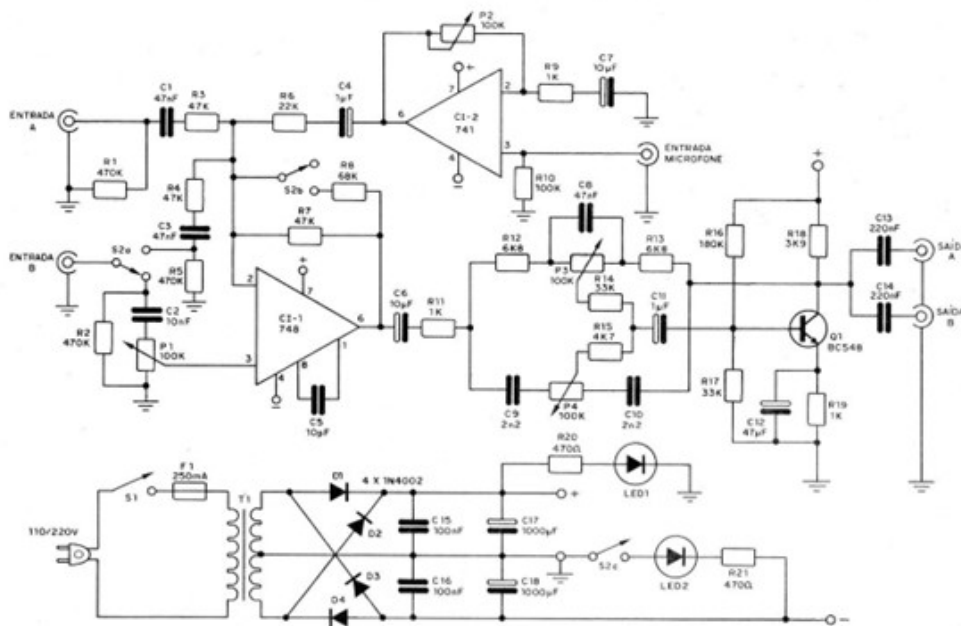 P2
100K
C1
47nF
R3
47K
R6
22K
C4
1µF
+
7
2
R9
1K
C7
10µF
ENTRADA
A
6
CI-2
741
R1
470K
4
3
ENTRADA
MICROFONE
R8
68K
R4
47K
S2b
R10
100K
C8
47nF
+
C3
47nF
R7
47K
R12
6K8
R13
6K8
R16
180K
R18
3K9
C13
220nF
SAÍDA
A
ENTRADA
B
S2a
R5
470K
P3
100K
R14
33K
C11
1µF
C14
220nF
SAÍDA
B
2
+
7
C6
10µF
R11
1K
C2
10nF
CI-1
748
6
R15
4K7
Q1
BC548
R2
470K
P1
100K
3
8
1
4
R17
33K
C9
2n2
P4
100K
C10
2n2
C12
47µF
R19
1K
C5
10pF
R20
470Ω
LED1
F1
250mA
S1
T1
D1
4 X 1N4002
+
D2
C15
100nF
C17
1000µF
110/220V
D3
C16
100nF
C18
1000µF
S2c
LED2
R21
470Ω
D4
−